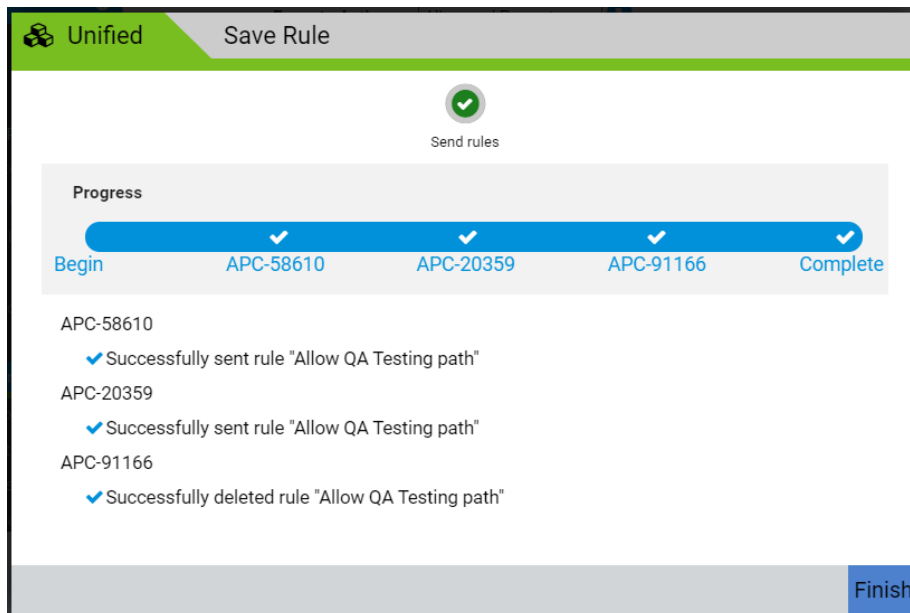 Unified
Save Rule
Send rules
Progress
Begin
APC-58610
APC-20359
APC-91166
Complete
APC-58610
Successfully sent rule "Allow QA Testing path"
APC-20359
Successfully sent rule "Allow QA Testing path"
APC-91166
Successfully deleted rule "Allow QA Testing path"
Finish